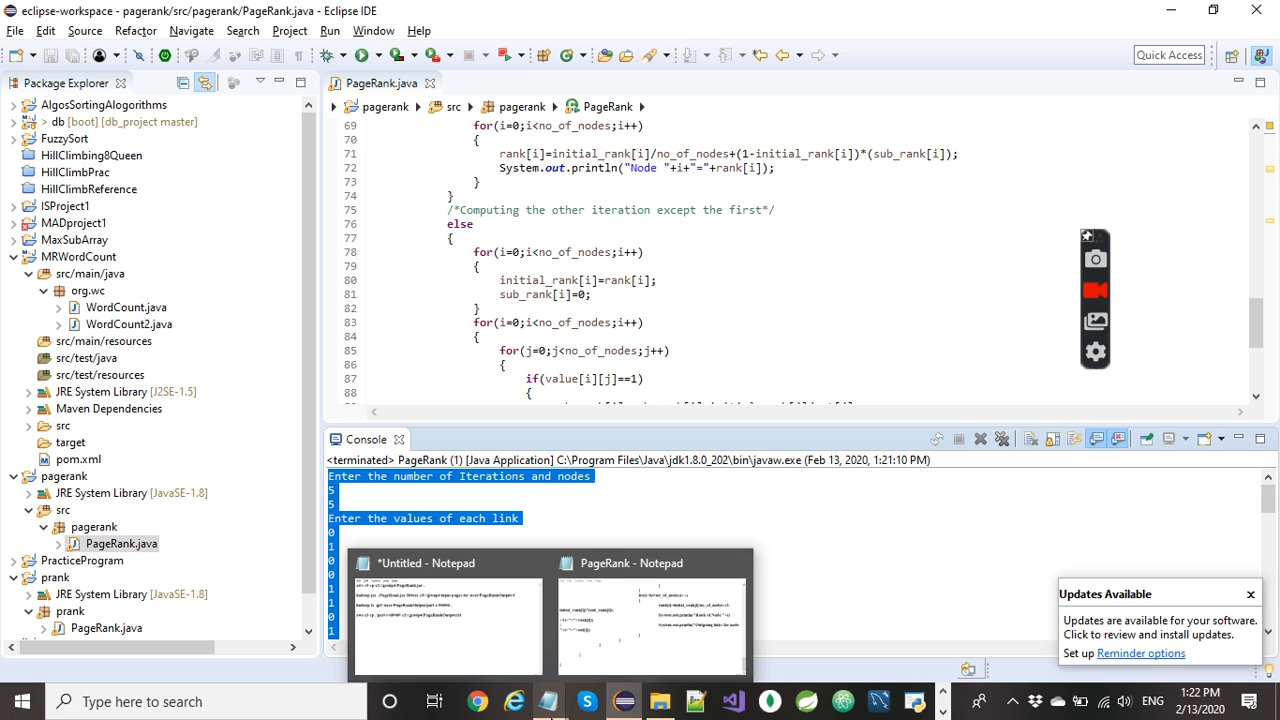 eclipse-workspace - pagerank/src/pagerank/PageRank.java - Eclipse IDE
File Edit Source Refactor Navigate Search Project Run Window Help
Quick Access
Package Explorer
AlgosSortingAlogorithms
> db [boot] [db_project master]
FuzzySort
HillClimbing8Queen
HillClimbPrac
HillClimbReference
ISProject1
MADproject1
MaxSubArray
MRWordCount
src/main/java
org.wc
WordCount.java
WordCount2.java
src/main/resources
src/test/java
src/test/resources
JRE System Library [J2SE-1.5]
Maven Dependencies
src
target
pom.xml
pagerank
JRE System Library [JavaSE-1.8]
src
pagerank
PageRank.java
PracticeProgram
prank
JRE System Library [JavaSE-1.8]
prank
PageRank.java
PageRank.java
pagerank src pagerank PageRank
69 for(i=0;i<no_of_nodes;i++)
70 {
71 rank[i]=initial_rank[i]/no_of_nodes+(1-initial_rank[i])*(sub_rank[i]);
72 System.out.println("Node "+i+"="+rank[i]);
73 }
74 }
75 /*Computing the other iteration except the first*/
76 else
77 {
78 for(i=0;i<no_of_nodes;i++)
79 {
80 initial_rank[i]=rank[i];
81 sub_rank[i]=0;
82 }
83 for(i=0;i<no_of_nodes;i++)
84 {
85 for(j=0;j<no_of_nodes;j++)
86 {
87 if(value[i][j]==1)
88 {
Console
<terminated> PageRank (1) [Java Application] C:\Program Files\Java\jdk1.8.0_202\bin\javaw.exe (Feb 13, 2020, 1:21:10 PM)
Enter the number of Iterations and nodes
5
5
Enter the values of each link
0
1
0
0
1
1
0
1
*Untitled - Notepad
PageRank - Notepad
Updates Available
Updates are available for your software.
Click to review and install updates.
Set up Reminder options
Type here to search
ENG
1:22 PM
2/13/2020